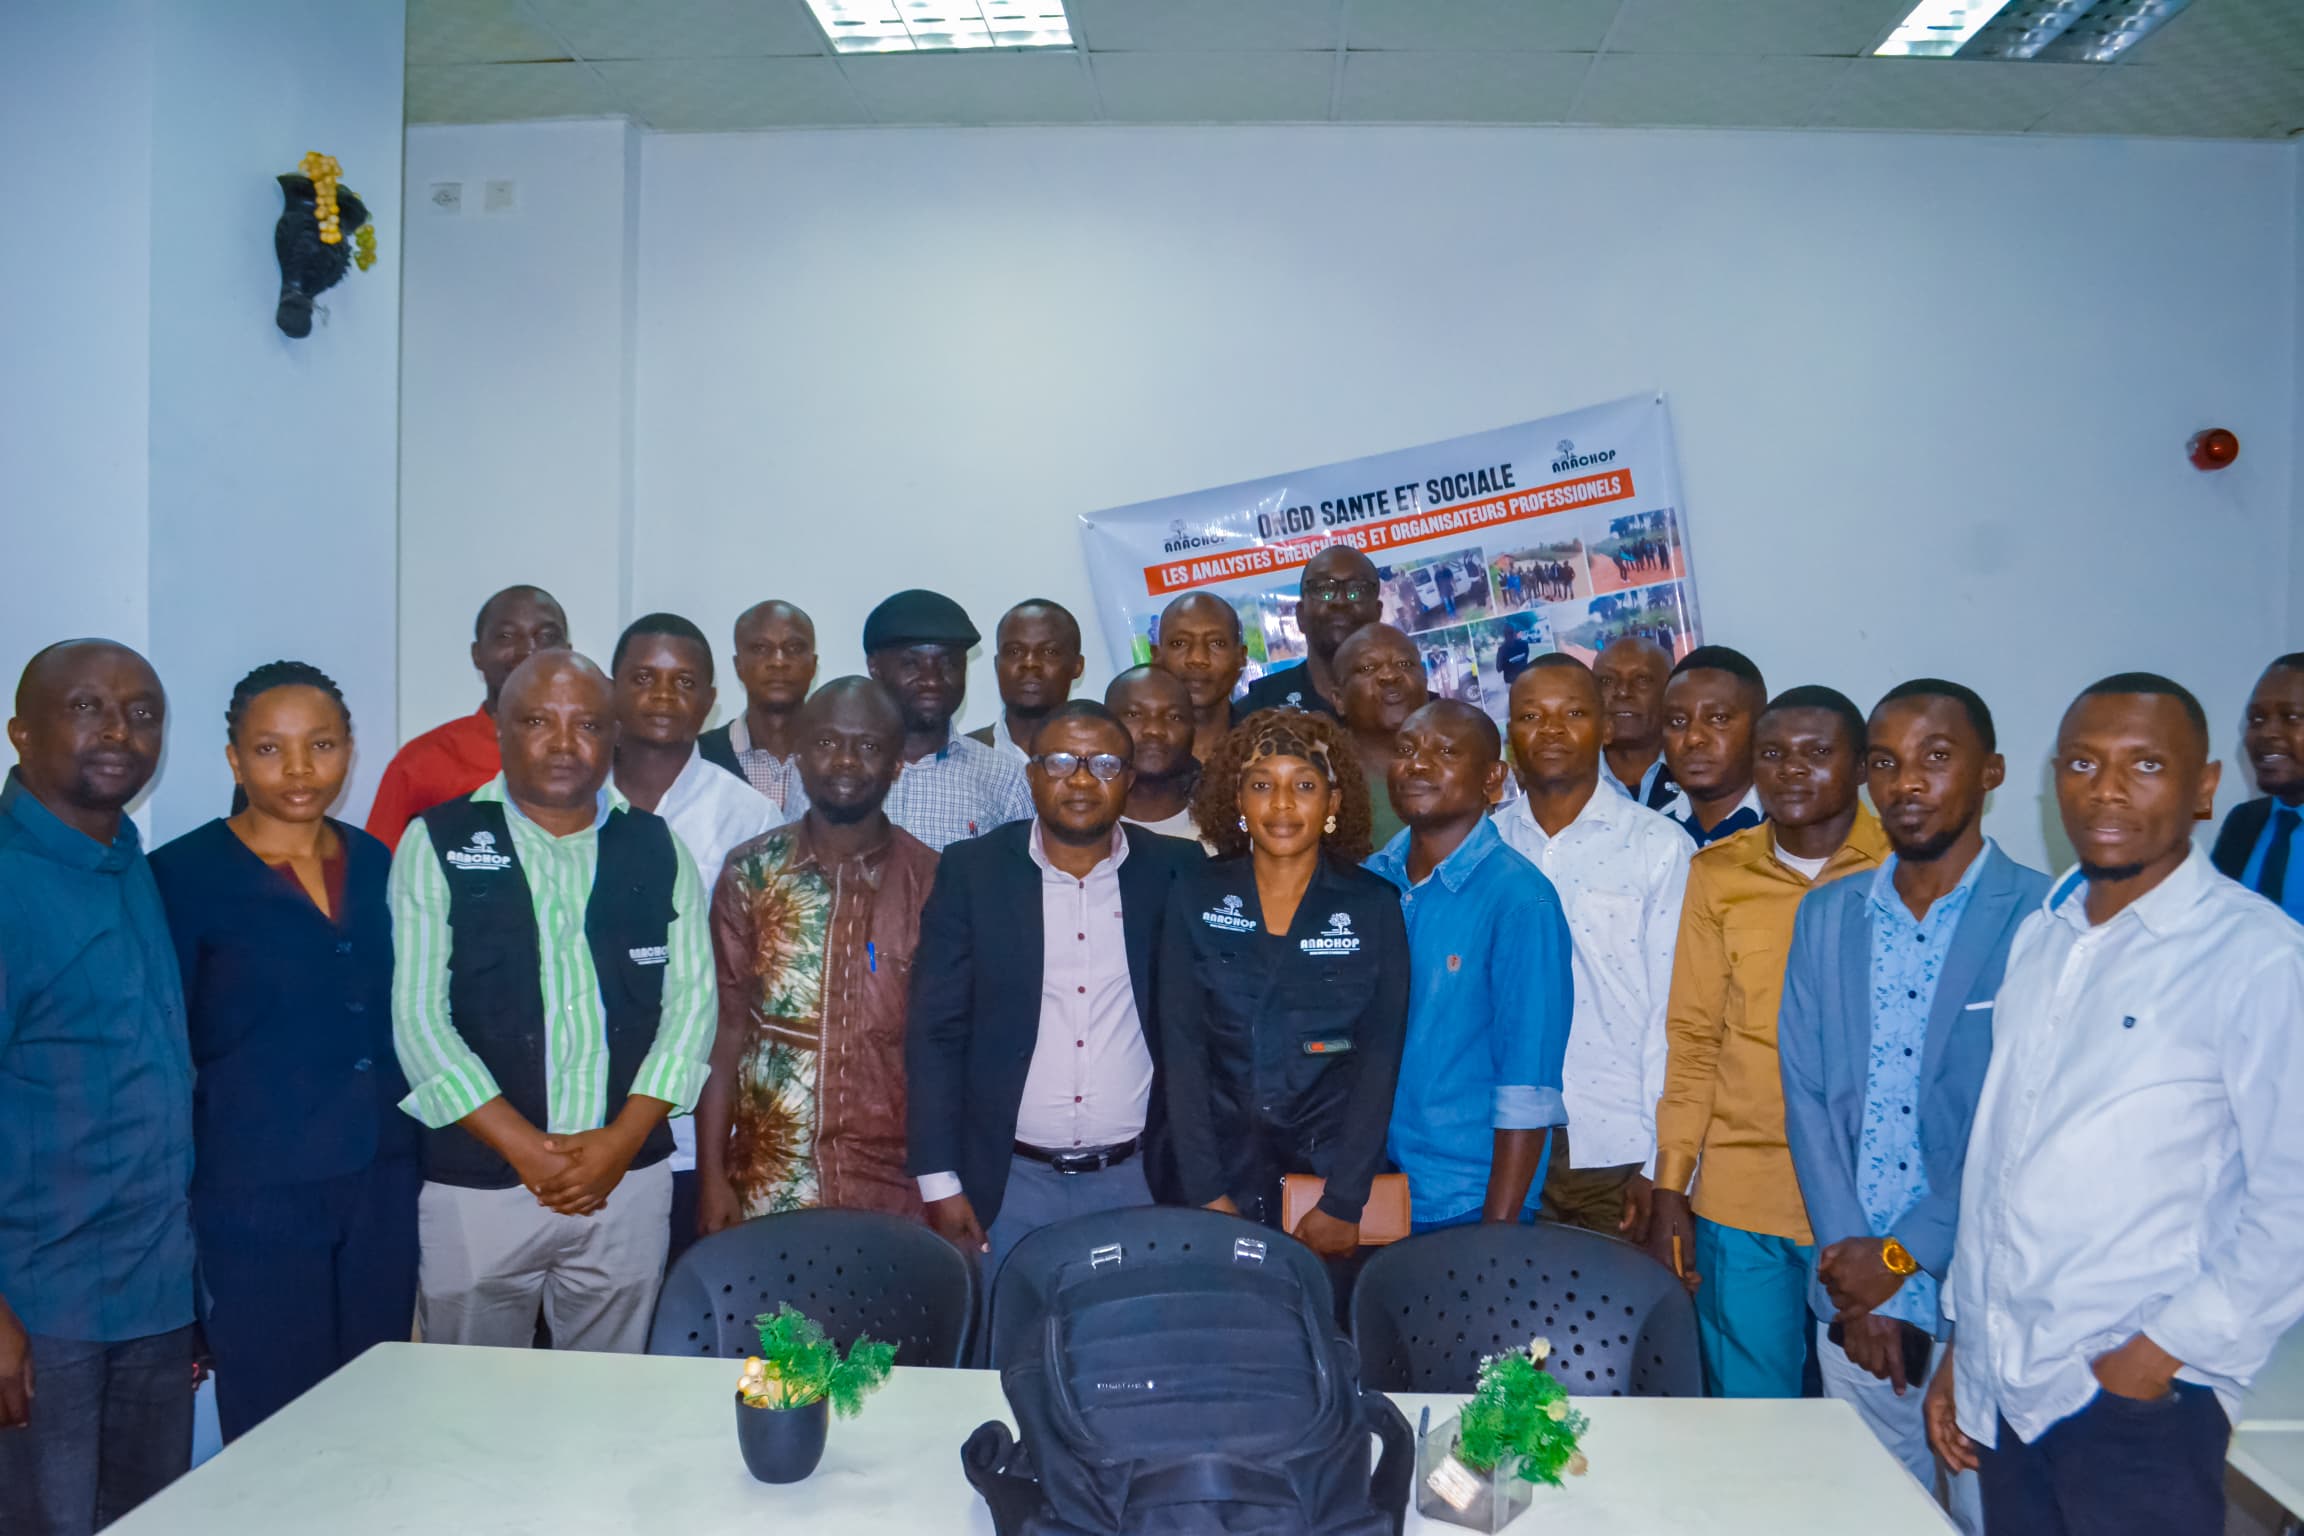 ONGD SANTE ET SOCIALE
ANACHOP
ANACHOP
LES ANALYSTES CHERCHEURS ET ORGANISATEURS PROFESSIONELS
ANACHOP
ANACHOP
ANACHOP
ANACHOP